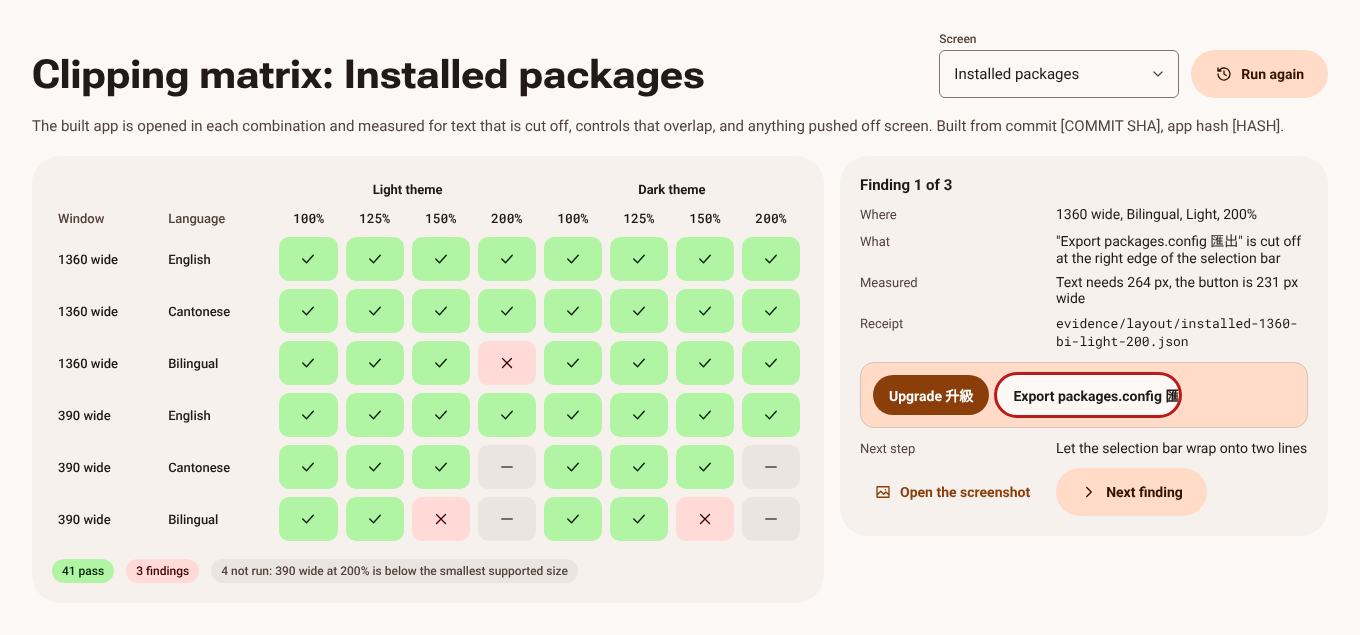 Screen
Clipping matrix: Installed packages
Installed packages
Run again
The built app is opened in each combination and measured for text that is cut off, controls that overlap, and anything pushed off screen. Built from commit [COMMIT SHA], app hash [HASH].
Light theme
Dark theme
Window Language 100% 125% 150% 200% 100% 125% 150% 200%
1360 wide English
1360 wide Cantonese
1360 wide Bilingual
390 wide English
390 wide Cantonese
390 wide Bilingual
41 pass
3 findings
4 not run: 390 wide at 200% is below the smallest supported size
Finding 1 of 3
Where 1360 wide, Bilingual, Light, 200%
What "Export packages.config 匯出" is cut off
at the right edge of the selection bar
Measured Text needs 264 px, the button is 231 px
wide
Receipt evidence/layout/installed-1360-
bi-light-200.json
Upgrade 升級
Export packages.config 匯
Next step Let the selection bar wrap onto two lines
Open the screenshot
Next finding